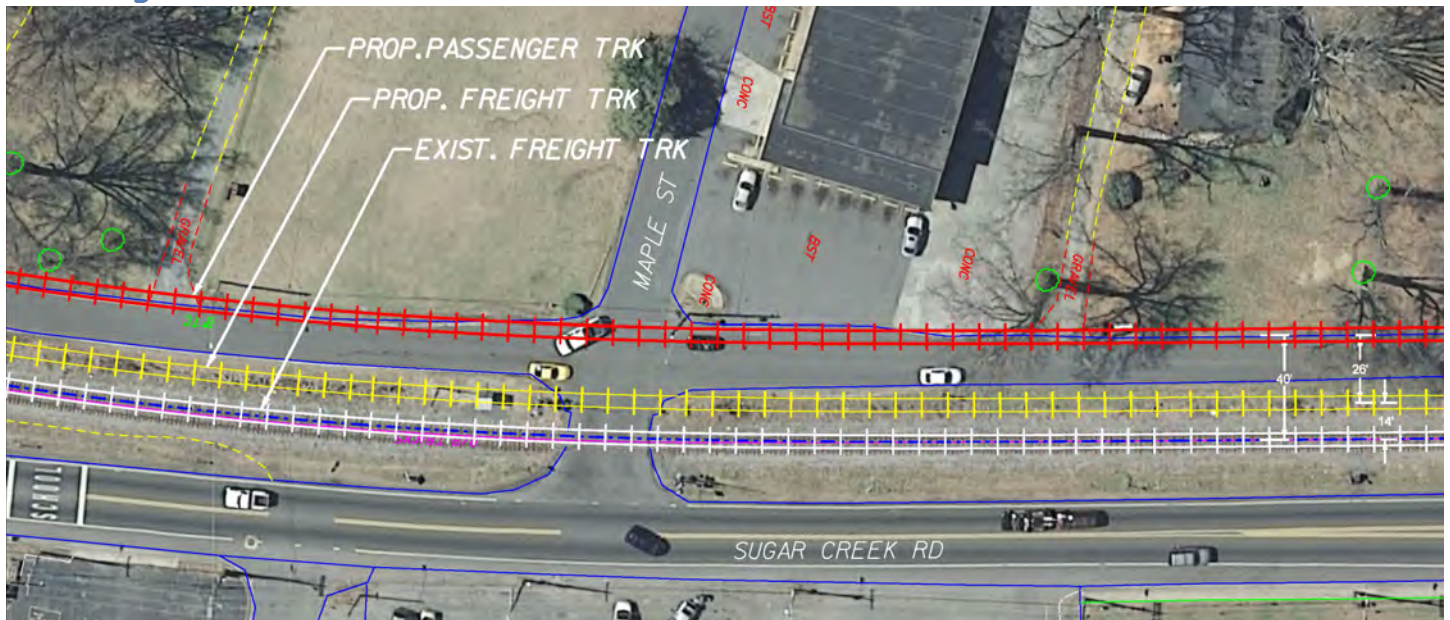 PROP.PASSENGER TRK
PROP. FREIGHT TRK
EXIST. FREIGHT TRK
BST
CONC
MAPLE ST
GRAVEL
BST
CONC
CONC
GRAVEL
40'
26'
14'
SCHOOL
SUGAR CREEK RD